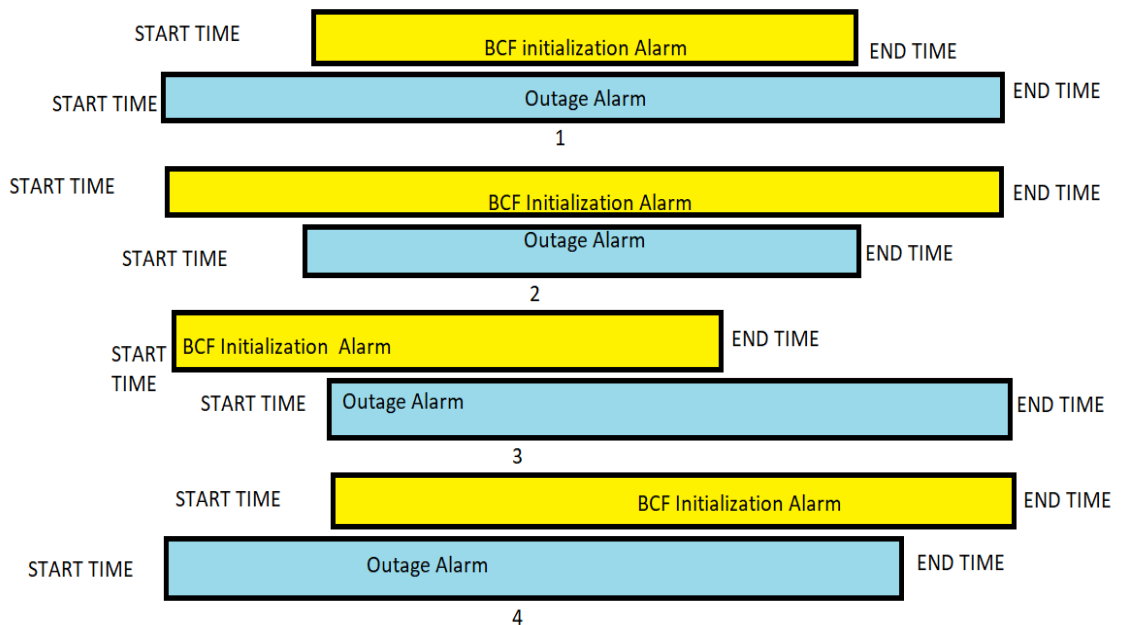 START TIME
BCF initialization Alarm
END TIME
START TIME
Outage Alarm
END TIME
1
START TIME
BCF Initialization Alarm
END TIME
START TIME
Outage Alarm
END TIME
2
START
TIME
BCF Initialization  Alarm
END TIME
START TIME
Outage Alarm
END TIME
3
START TIME
BCF Initialization Alarm
END TIME
START TIME
Outage Alarm
END TIME
4